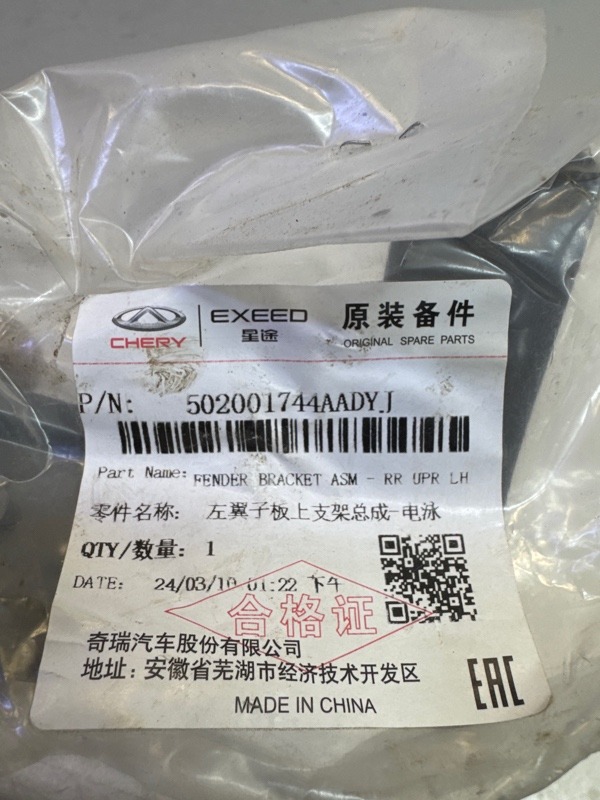 CHERY
EXEED
星途
原装备件
ORIGINAL SPARE PARTS
P/N: 502001744AADYJ
Part Name: FENDER BRACKET ASM - RR UPR LH
零件名称: 左翼子板上支架总成-电泳
QTY/数量: 1
DATE: 24/03/10 01:22 下午
合格证
奇瑞汽车股份有限公司
地址:安徽省芜湖市经济技术开发区
EAC
MADE IN CHINA